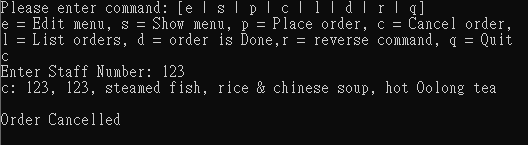 Please enter command: [e | s | p | c | l | d | r | q]
e = Edit menu, s = Show menu, p = Place order, c = Cancel order,
l = List orders, d = order is Done,r = reverse command, q = Quit
c
Enter Staff Number: 123
c: 123, 123, steamed fish, rice & chinese soup, hot Oolong tea
Order Cancelled